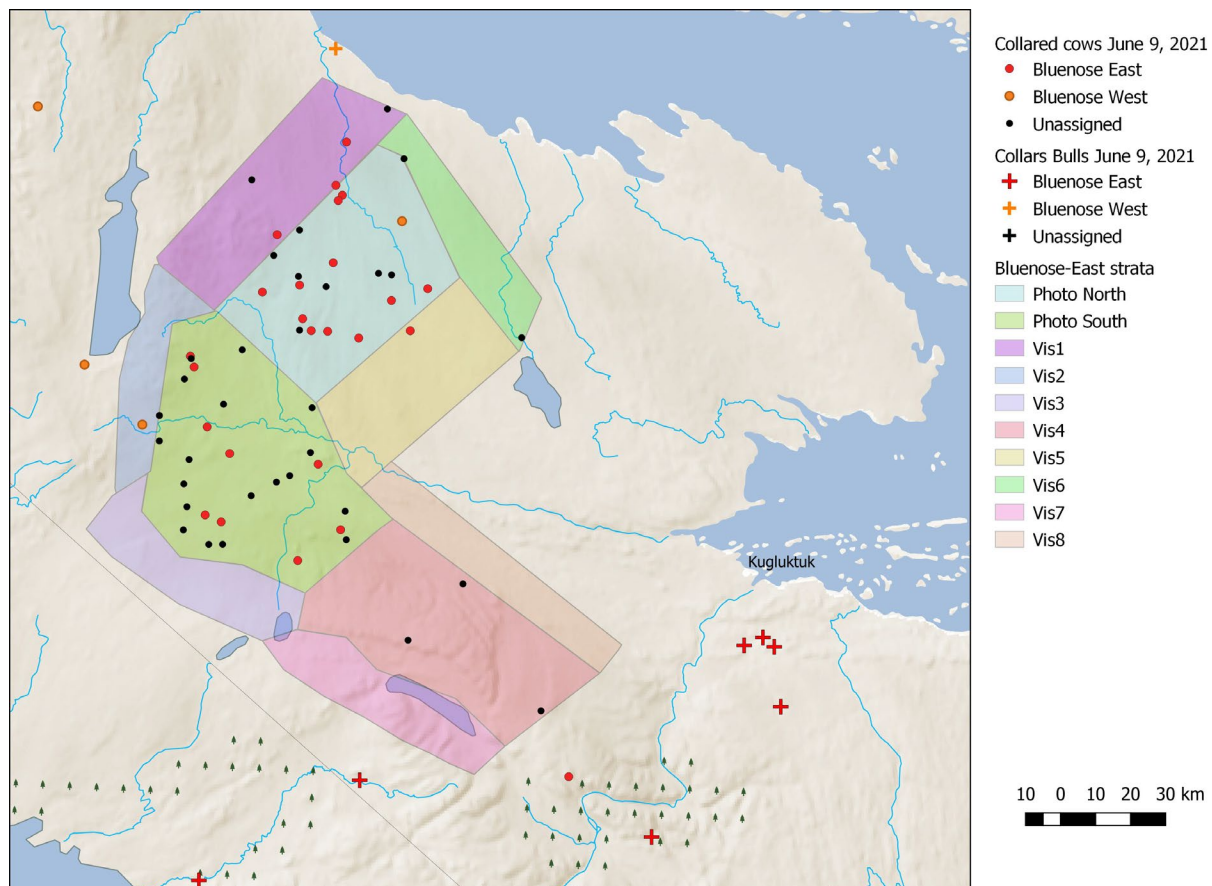 Collared cows June 9, 2021
Bluenose East
Bluenose West
Unassigned
Collars Bulls June 9, 2021
Bluenose East
Bluenose West
Unassigned
Bluenose-East strata
Photo North
Photo South
Vis1
Vis2
Vis3
Vis4
Vis5
Vis6
Vis7
Vis8
Kugluktuk
10 0 10 20 30 km